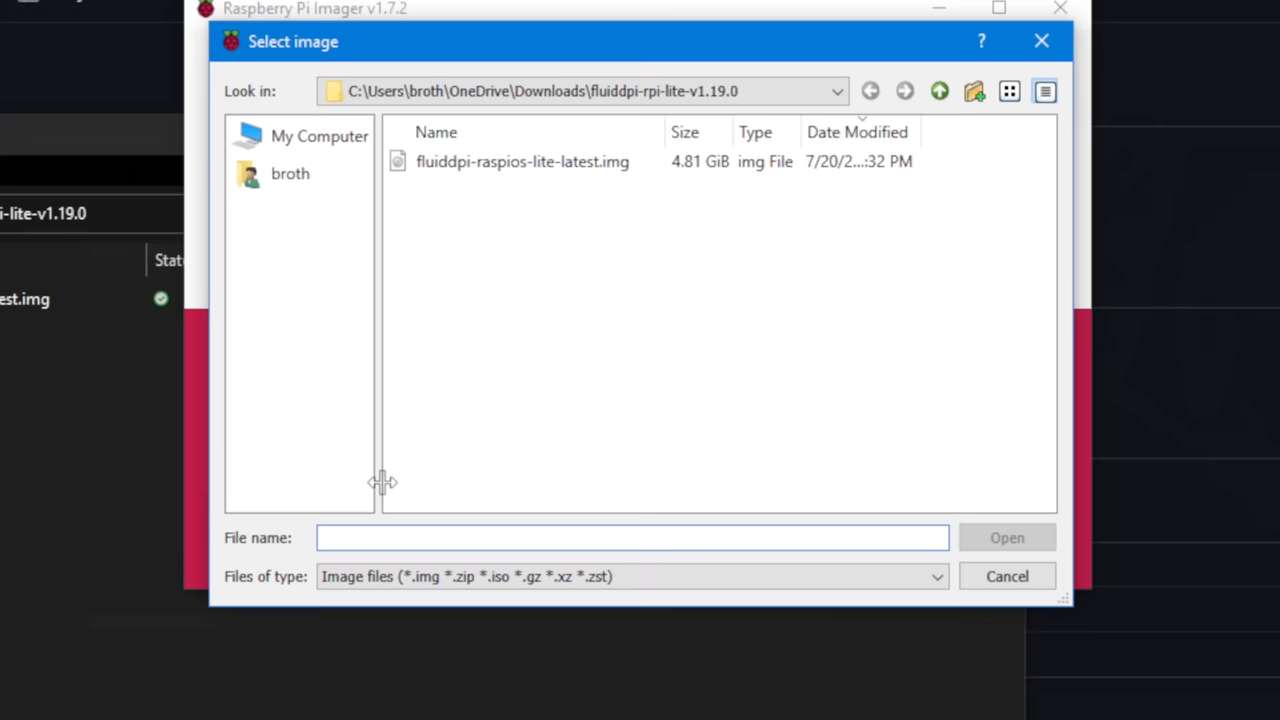 Raspberry Pi Imager v1.7.2
Select image
?
Look in:
C:\Users\broth\OneDrive\Downloads\fluiddpi-rpi-lite-v1.19.0
My Computer
broth
Name Size Type Date Modified
fluiddpi-raspios-lite-latest.img 4.81 GiB img File 7/20/2...:32 PM
i-lite-v1.19.0
Statu
est.img
File name:
Open
Files of type:
Image files (*.img *.zip *.iso *.gz *.xz *.zst)
Cancel